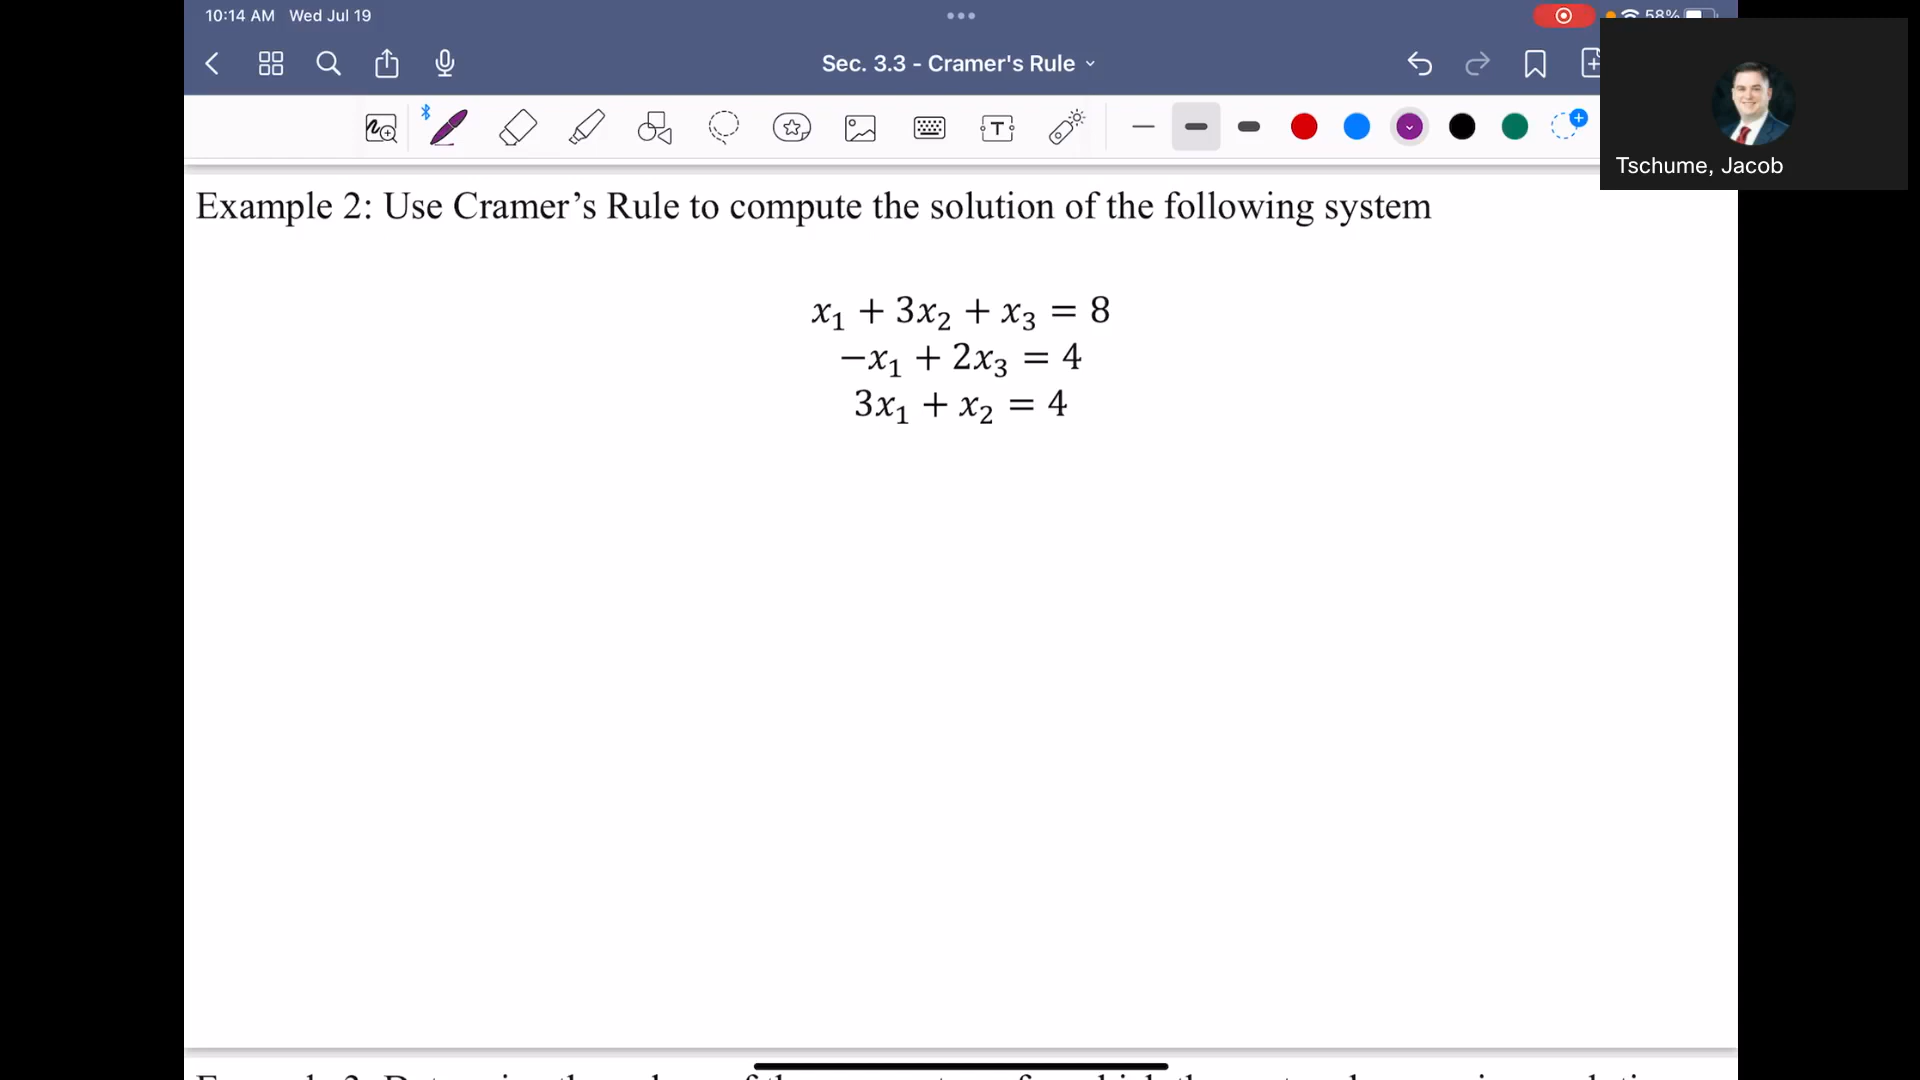 10:14 AM Wed Jul 19
58%
Sec. 3.3 - Cramer's Rule
T
Tschume, Jacob
Example 2: Use Cramer’s Rule to compute the solution of the following system
x₁ + 3x₂ + x₃ = 8
−x₁ + 2x₃ = 4
3x₁ + x₂ = 4